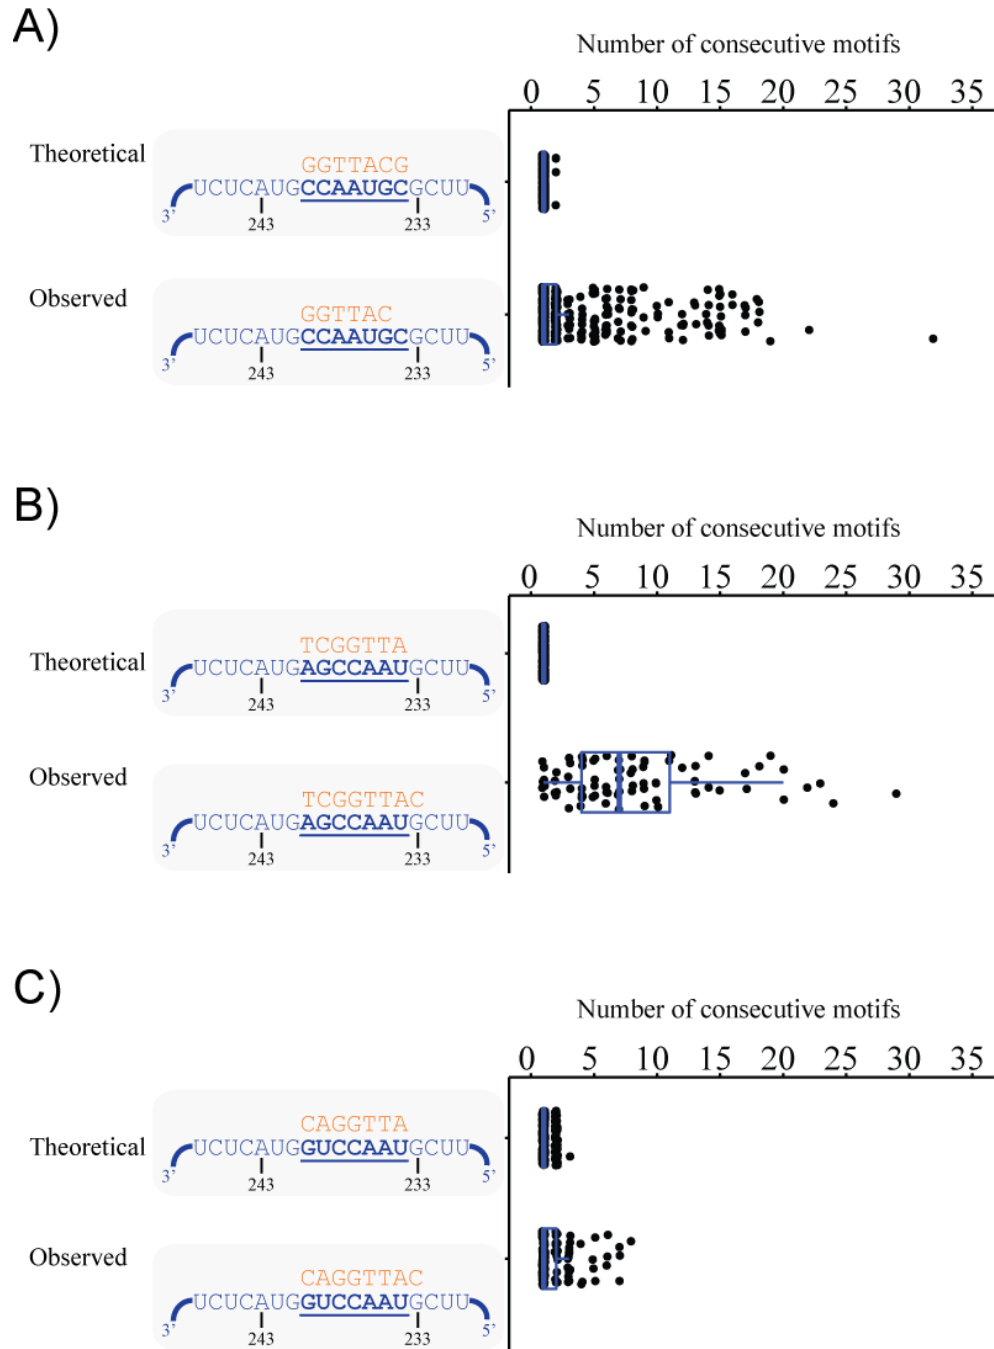 A)
Number of consecutive motifs
0 5 10 15 20 25 30 35
Theoretical
GGTTACG
UCUCAUGCCAAUGCGCUU
3’ 5’
243 233
Observed
GGTTAC
UCUCAUGCCAAUGCGCUU
3’ 5’
243 233
B)
Number of consecutive motifs
0 5 10 15 20 25 30 35
Theoretical
TCGGTTA
UCUCAUGAGCCAAUGCUU
3’ 5’
243 233
Observed
TCGGTTAC
UCUCAUGAGCCAAUGCUU
3’ 5’
243 233
C)
Number of consecutive motifs
0 5 10 15 20 25 30 35
Theoretical
CAGGTTA
UCUCAUGGUCCAAUGCUU
3’ 5’
243 233
Observed
CAGGTTAC
UCUCAUGGUCCAAUGCUU
3’ 5’
243 233